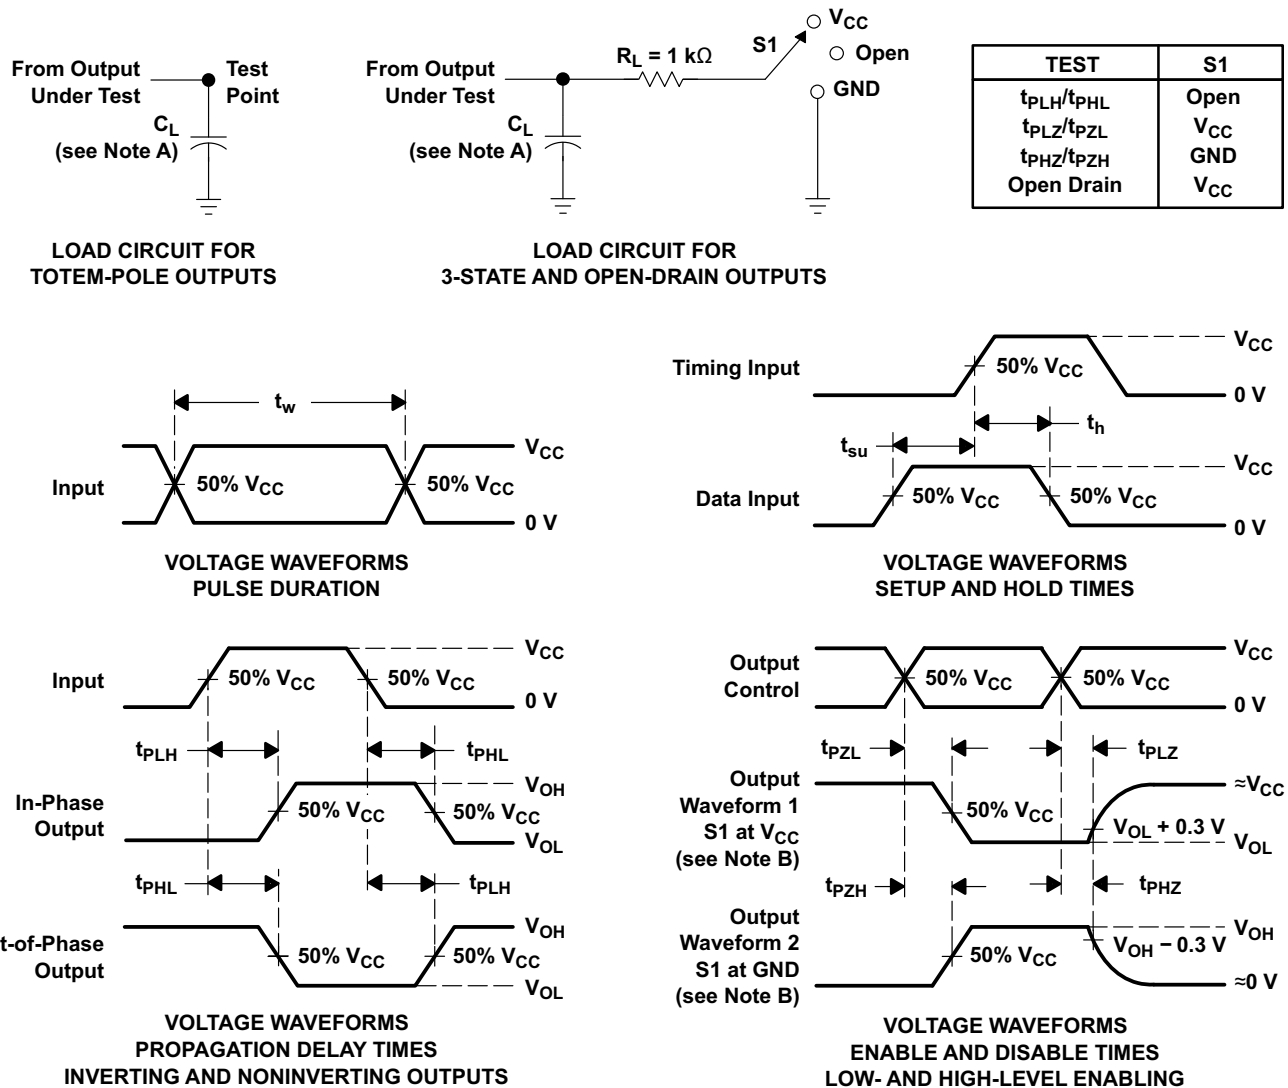 From Output
Under Test
Test
Point
CL
(see Note A)
LOAD CIRCUIT FOR
TOTEM-POLE OUTPUTS
From Output
Under Test
RL = 1 kΩ
S1
VCC
Open
GND
CL
(see Note A)
LOAD CIRCUIT FOR
3-STATE AND OPEN-DRAIN OUTPUTS
TEST S1
tPLH/tPHL Open
tPLZ/tPZL VCC
tPHZ/tPZH GND
Open Drain VCC
tw
Input
50% VCC
50% VCC
VCC
0 V
VOLTAGE WAVEFORMS
PULSE DURATION
Timing Input
50% VCC
VCC
0 V
th
tsu
Data Input
50% VCC
50% VCC
VCC
0 V
VOLTAGE WAVEFORMS
SETUP AND HOLD TIMES
Input
50% VCC
50% VCC
VCC
0 V
tPLH
tPHL
In-Phase
Output
50% VCC
50% VCC
VOH
VOL
tPHL
tPLH
t-of-Phase
Output
50% VCC
50% VCC
VOH
VOL
VOLTAGE WAVEFORMS
PROPAGATION DELAY TIMES
INVERTING AND NONINVERTING OUTPUTS
Output
Control
50% VCC
50% VCC
VCC
0 V
tPZL
tPLZ
Output
Waveform 1
S1 at VCC
(see Note B)
50% VCC
≈VCC
VOL + 0.3 V
VOL
tPZH
tPHZ
Output
Waveform 2
S1 at GND
(see Note B)
50% VCC
VOH
VOH − 0.3 V
≈0 V
VOLTAGE WAVEFORMS
ENABLE AND DISABLE TIMES
LOW- AND HIGH-LEVEL ENABLING